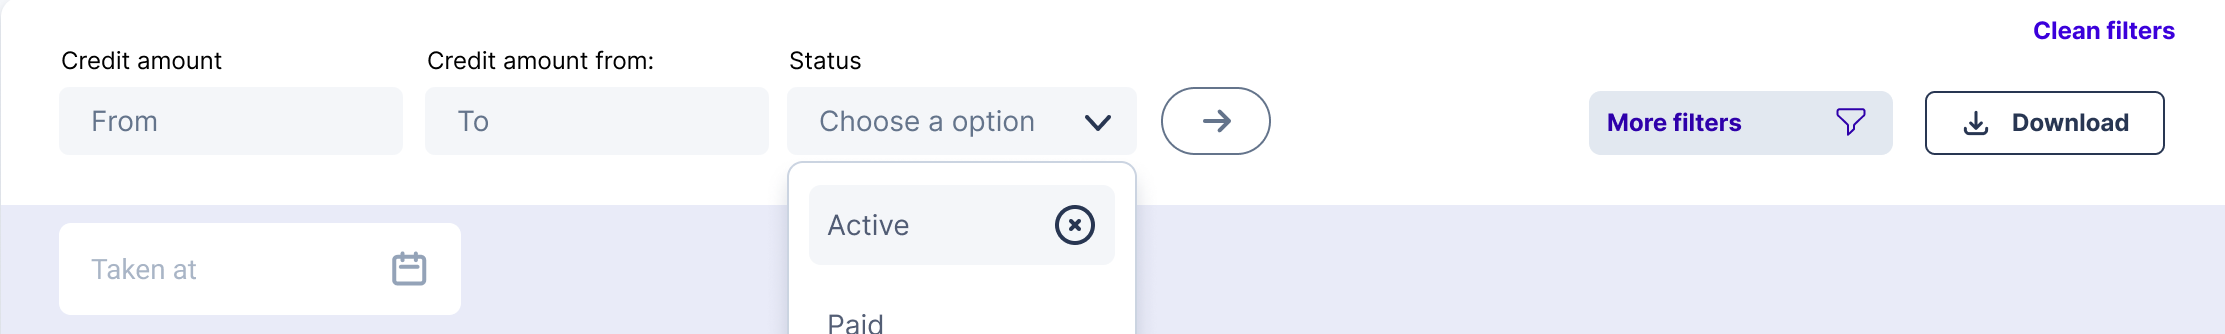 Clean filters
Credit amount
Credit amount from:
Status
From
To
Choose a option
More filters
Download
Active
Taken at
Paid